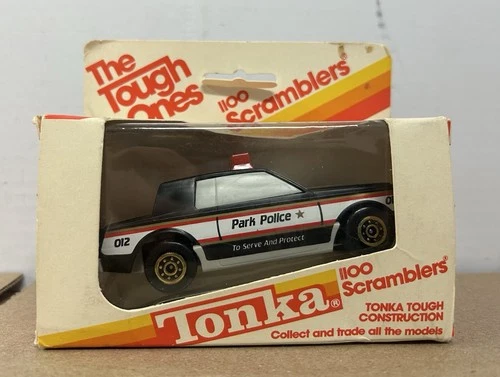 The
Tough
Ones
1100
Scramblers®
012
Park Police
To Serve And Protect
0
Tonka®
1100
Scramblers®
TONKA TOUGH
CONSTRUCTION
Collect and trade all the models